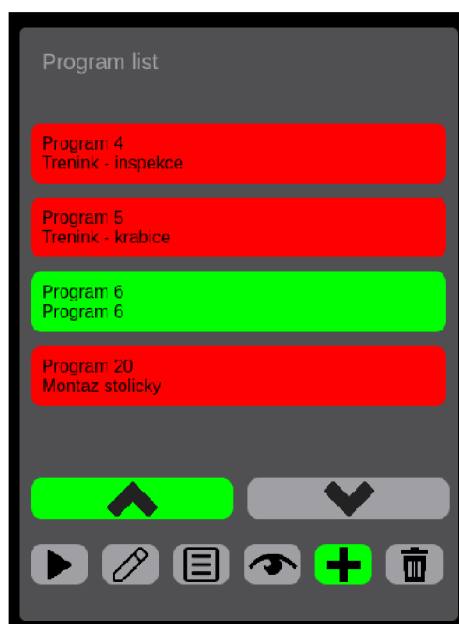 Program list
Program 4
Trenink - inspekce
Program 5
Trenink - krabice
Program 6
Program 6
Program 20
Montaz stolicky